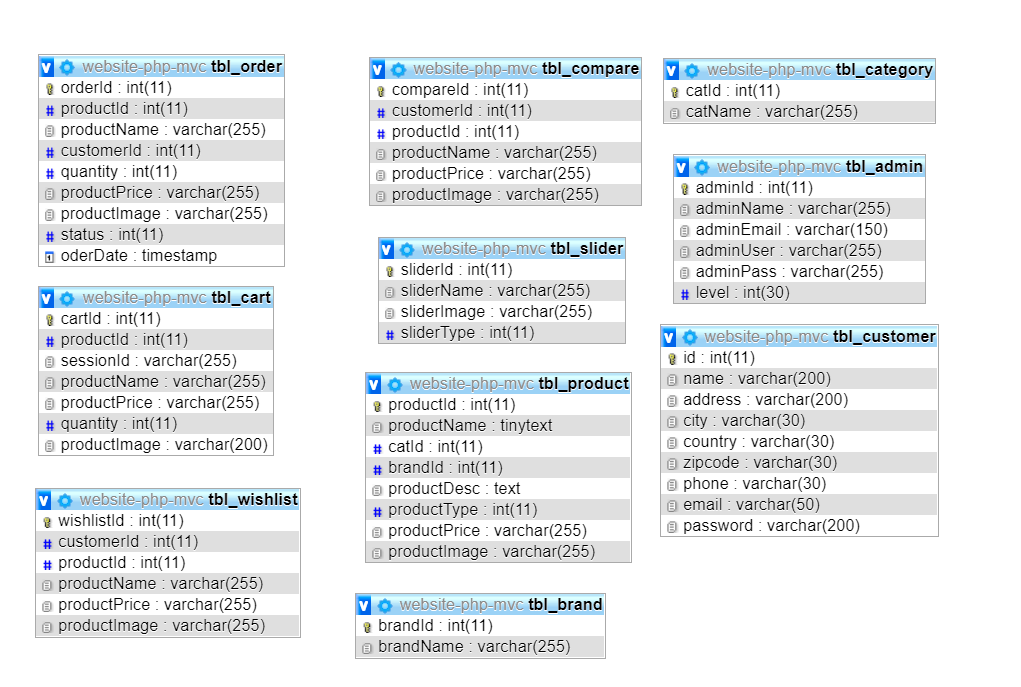 website-php-mvc tbl_order
orderId : int(11)
productId : int(11)
productName : varchar(255)
customerId : int(11)
quantity : int(11)
productPrice : varchar(255)
productImage : varchar(255)
status : int(11)
oderDate : timestamp
website-php-mvc tbl_cart
cartId : int(11)
productId : int(11)
sessionId : varchar(255)
productName : varchar(255)
productPrice : varchar(255)
quantity : int(11)
productImage : varchar(200)
website-php-mvc tbl_wishlist
wishlistId : int(11)
customerId : int(11)
productId : int(11)
productName : varchar(255)
productPrice : varchar(255)
productImage : varchar(255)
website-php-mvc tbl_compare
compareId : int(11)
customerId : int(11)
productId : int(11)
productName : varchar(255)
productPrice : varchar(255)
productImage : varchar(255)
website-php-mvc tbl_slider
sliderId : int(11)
sliderName : varchar(255)
sliderImage : varchar(255)
sliderType : int(11)
website-php-mvc tbl_product
productId : int(11)
productName : tinytext
catId : int(11)
brandId : int(11)
productDesc : text
productType : int(11)
productPrice : varchar(255)
productImage : varchar(255)
website-php-mvc tbl_brand
brandId : int(11)
brandName : varchar(255)
website-php-mvc tbl_category
catId : int(11)
catName : varchar(255)
website-php-mvc tbl_admin
adminId : int(11)
adminName : varchar(255)
adminEmail : varchar(150)
adminUser : varchar(255)
adminPass : varchar(255)
level : int(30)
website-php-mvc tbl_customer
id : int(11)
name : varchar(200)
address : varchar(200)
city : varchar(30)
country : varchar(30)
zipcode : varchar(30)
phone : varchar(30)
email : varchar(50)
password : varchar(200)